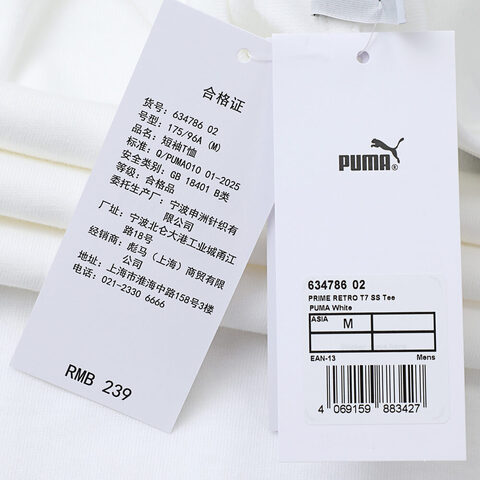 合格证
货号: 634786 02
号型: 175/96A (M)
品名: 短袖T恤
标准: Q/PUMA010 01-2025
安全类别: GB 18401 B类
等级: 合格品
委托生产厂: 宁波申洲针织有
限公司
厂址: 宁波北仑大港工业城甬江
路18号
经销商: 彪马(上海)商贸有限
公司
地址: 上海市淮海中路158号3楼
电话: 021-2330 6666
RMB 239
PUMA®
634786 02
PRIME RETRO T7 SS Tee
PUMA White
ASIA M
EAN-13 Mens
4 069159 883427